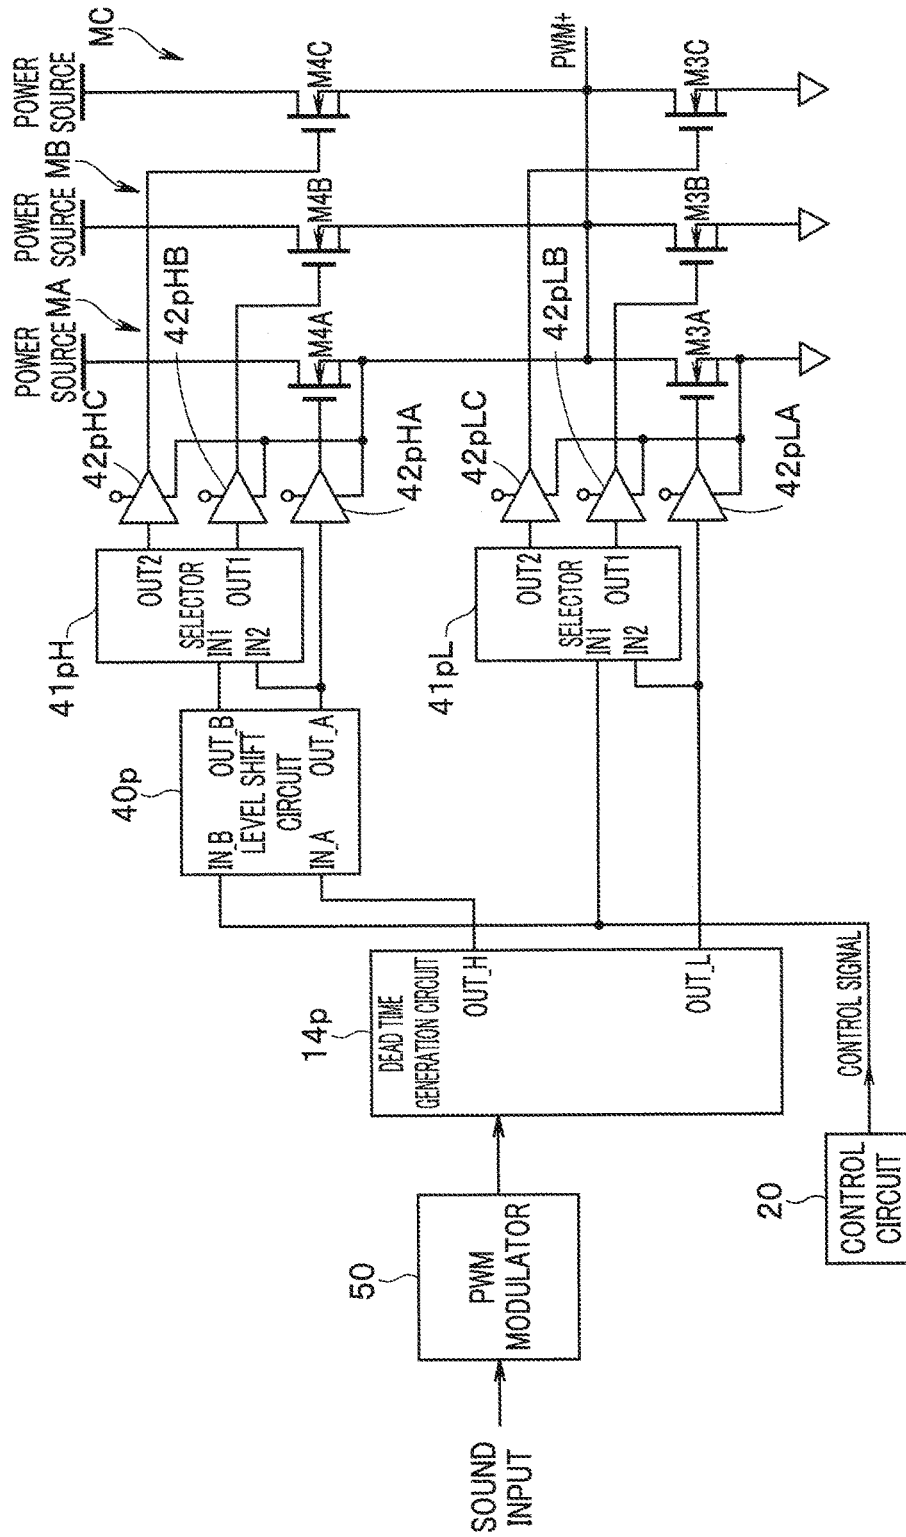 SOUND
INPUT
50
PWM
MODULATOR
20
CONTROL
CIRCUIT
CONTROL SIGNAL
14p
DEAD TIME
GENERATION CIRCUIT
OUT_H
OUT_L
40p
IN_B
OUT_B
LEVEL SHIFT
CIRCUIT
IN_A
OUT_A
41pH
OUT2
SELECTOR
IN1
OUT1
IN2
41pL
OUT2
SELECTOR
IN1
OUT1
IN2
42pHC
42pHB
42pHA
42pLC
42pLB
42pLA
POWER
SOURCE
MA
POWER
SOURCE
MB
POWER
SOURCE
MC
M4A
M4B
M4C
PWM+
M3A
M3B
M3C